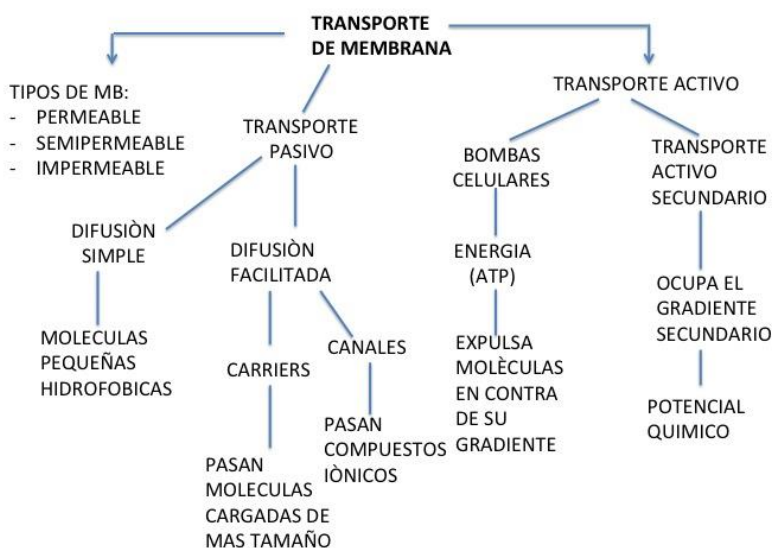 TRANSPORTE
DE MEMBRANA
TIPOS DE MB:
- PERMEABLE
- SEMIPERMEABLE
- IMPERMEABLE
TRANSPORTE
PASIVO
DIFUSIÒN
SIMPLE
MOLECULAS
PEQUEÑAS
HIDROFOBICAS
DIFUSIÒN
FACILITADA
CARRIERS
PASAN
MOLECULAS
CARGADAS DE
MAS TAMAÑO
CANALES
PASAN
COMPUESTOS
IÒNICOS
TRANSPORTE ACTIVO
BOMBAS
CELULARES
ENERGIA
(ATP)
EXPULSA
MOLÈCULAS
EN CONTRA
DE SU
GRADIENTE
TRANSPORTE
ACTIVO
SECUNDARIO
OCUPA EL
GRADIENTE
SECUNDARIO
POTENCIAL
QUIMICO